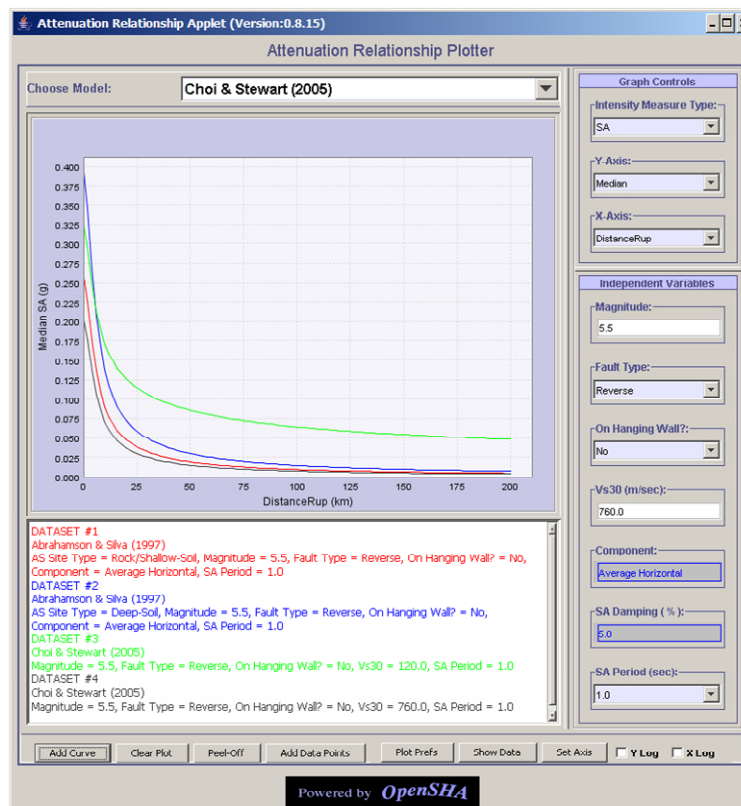 Attenuation Relationship Applet (Version:0.8.15)
Attenuation Relationship Plotter
Choose Model:
Choi & Stewart (2005)
0.400
0.375
0.350
0.325
0.300
0.275
0.250
0.225
0.200
0.175
0.150
0.125
0.100
0.075
0.050
0.025
0.000
Median SA (g)
0 25 50 75 100 125 150 175 200
DistanceRup (km)
DATASET #1
Abrahamson & Silva (1997)
AS Site Type = Rock/Shallow-Soil, Magnitude = 5.5, Fault Type = Reverse, On Hanging Wall? = No,
Component = Average Horizontal, SA Period = 1.0
DATASET #2
Abrahamson & Silva (1997)
AS Site Type = Deep-Soil, Magnitude = 5.5, Fault Type = Reverse, On Hanging Wall? = No,
Component = Average Horizontal, SA Period = 1.0
DATASET #3
Choi & Stewart (2005)
Magnitude = 5.5, Fault Type = Reverse, On Hanging Wall? = No, Vs30 = 120.0, SA Period = 1.0
DATASET #4
Choi & Stewart (2005)
Magnitude = 5.5, Fault Type = Reverse, On Hanging Wall? = No, Vs30 = 760.0, SA Period = 1.0
Graph Controls
Intensity Measure Type:
SA
Y-Axis:
Median
X-Axis:
DistanceRup
Independent Variables
Magnitude:
5.5
Fault Type:
Reverse
On Hanging Wall?:
No
Vs30 (m/sec):
760.0
Component:
Average Horizontal
SA Damping ( % ):
5.0
SA Period (sec):
1.0
Add Curve Clear Plot Peel-Off Add Data Points Plot Prefs Show Data Set Axis Y Log X Log
Powered by OpenSHA